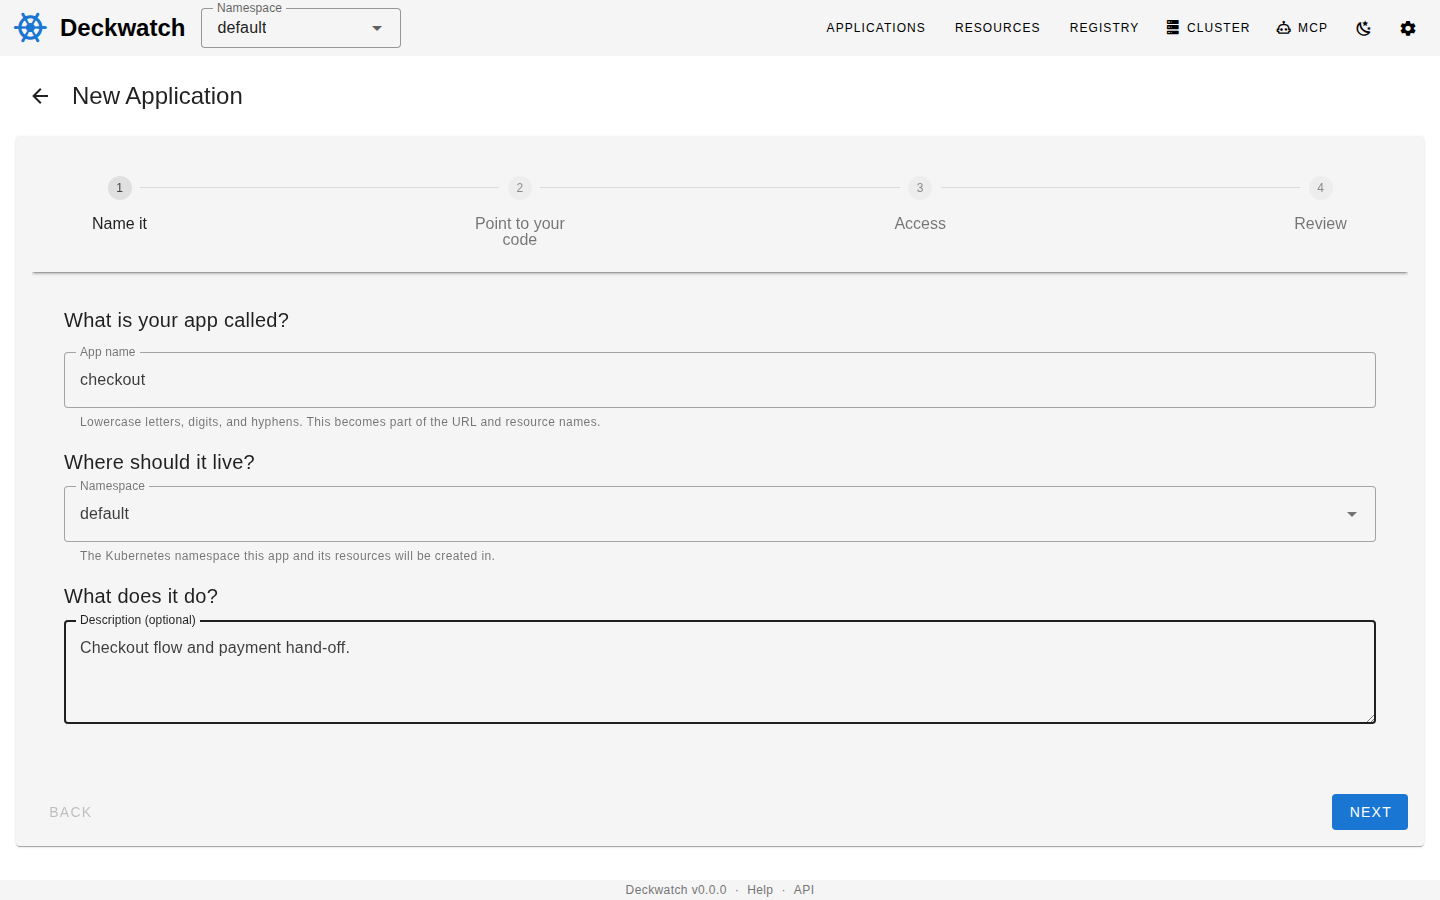 Deckwatch
Namespace
default
APPLICATIONS
RESOURCES
REGISTRY
CLUSTER
MCP
New Application
1
2
3
4
Name it
Point to your
code
Access
Review
What is your app called?
App name
checkout
Lowercase letters, digits, and hyphens. This becomes part of the URL and resource names.
Where should it live?
Namespace
default
The Kubernetes namespace this app and its resources will be created in.
What does it do?
Description (optional)
Checkout flow and payment hand-off.
BACK
NEXT
Deckwatch v0.0.0 · Help · API